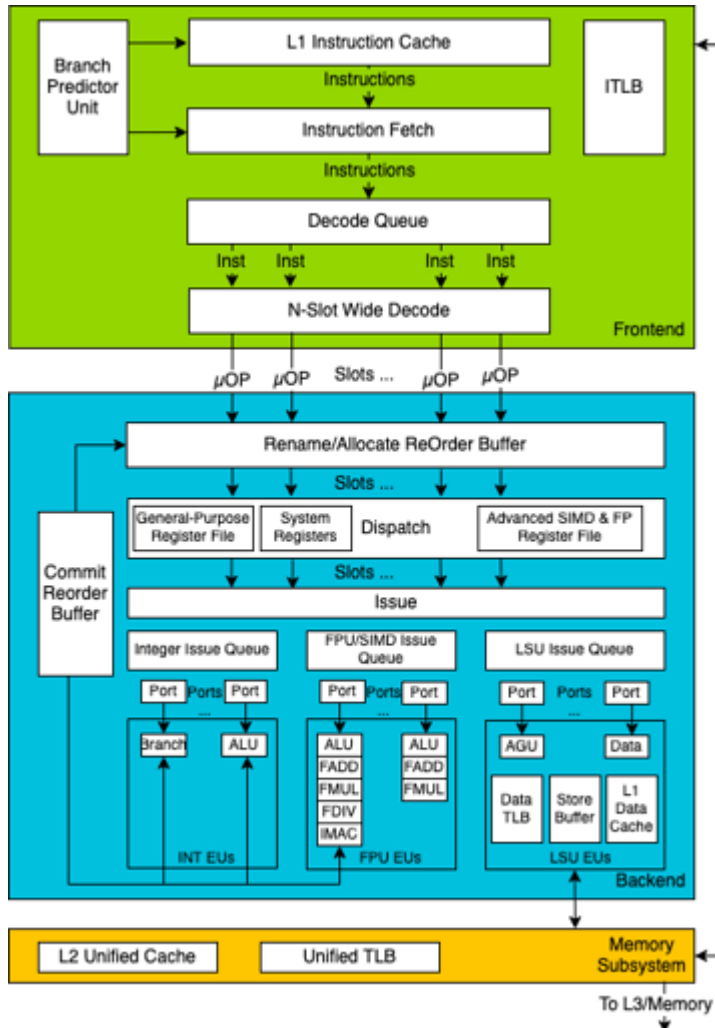 L1 Instruction Cache
Branch
Predictor
Unit
ITLB
Instructions
Instruction Fetch
Instructions
Decode Queue
Inst Inst Inst Inst
N-Slot Wide Decode
Frontend
µOP µOP Slots ... µOP µOP
Rename/Allocate ReOrder Buffer
Slots ...
General-Purpose
Register File
System
Registers
Dispatch
Advanced SIMD & FP
Register File
Commit
Reorder
Buffer
Slots ...
Issue
Integer Issue Queue
FPU/SIMD Issue
Queue
LSU Issue Queue
Port Ports ... Port
Port Ports ... Port
Port Ports ... Port
Branch ALU
INT EUs
ALU
FADD
FMUL
FDIV
IMAC
ALU
FADD
FMUL
FPU EUs
AGU Data
Data
TLB
Store
Buffer
L1
Data
Cache
LSU EUs
Backend
L2 Unified Cache
Unified TLB
Memory
Subsystem
To L3/Memory